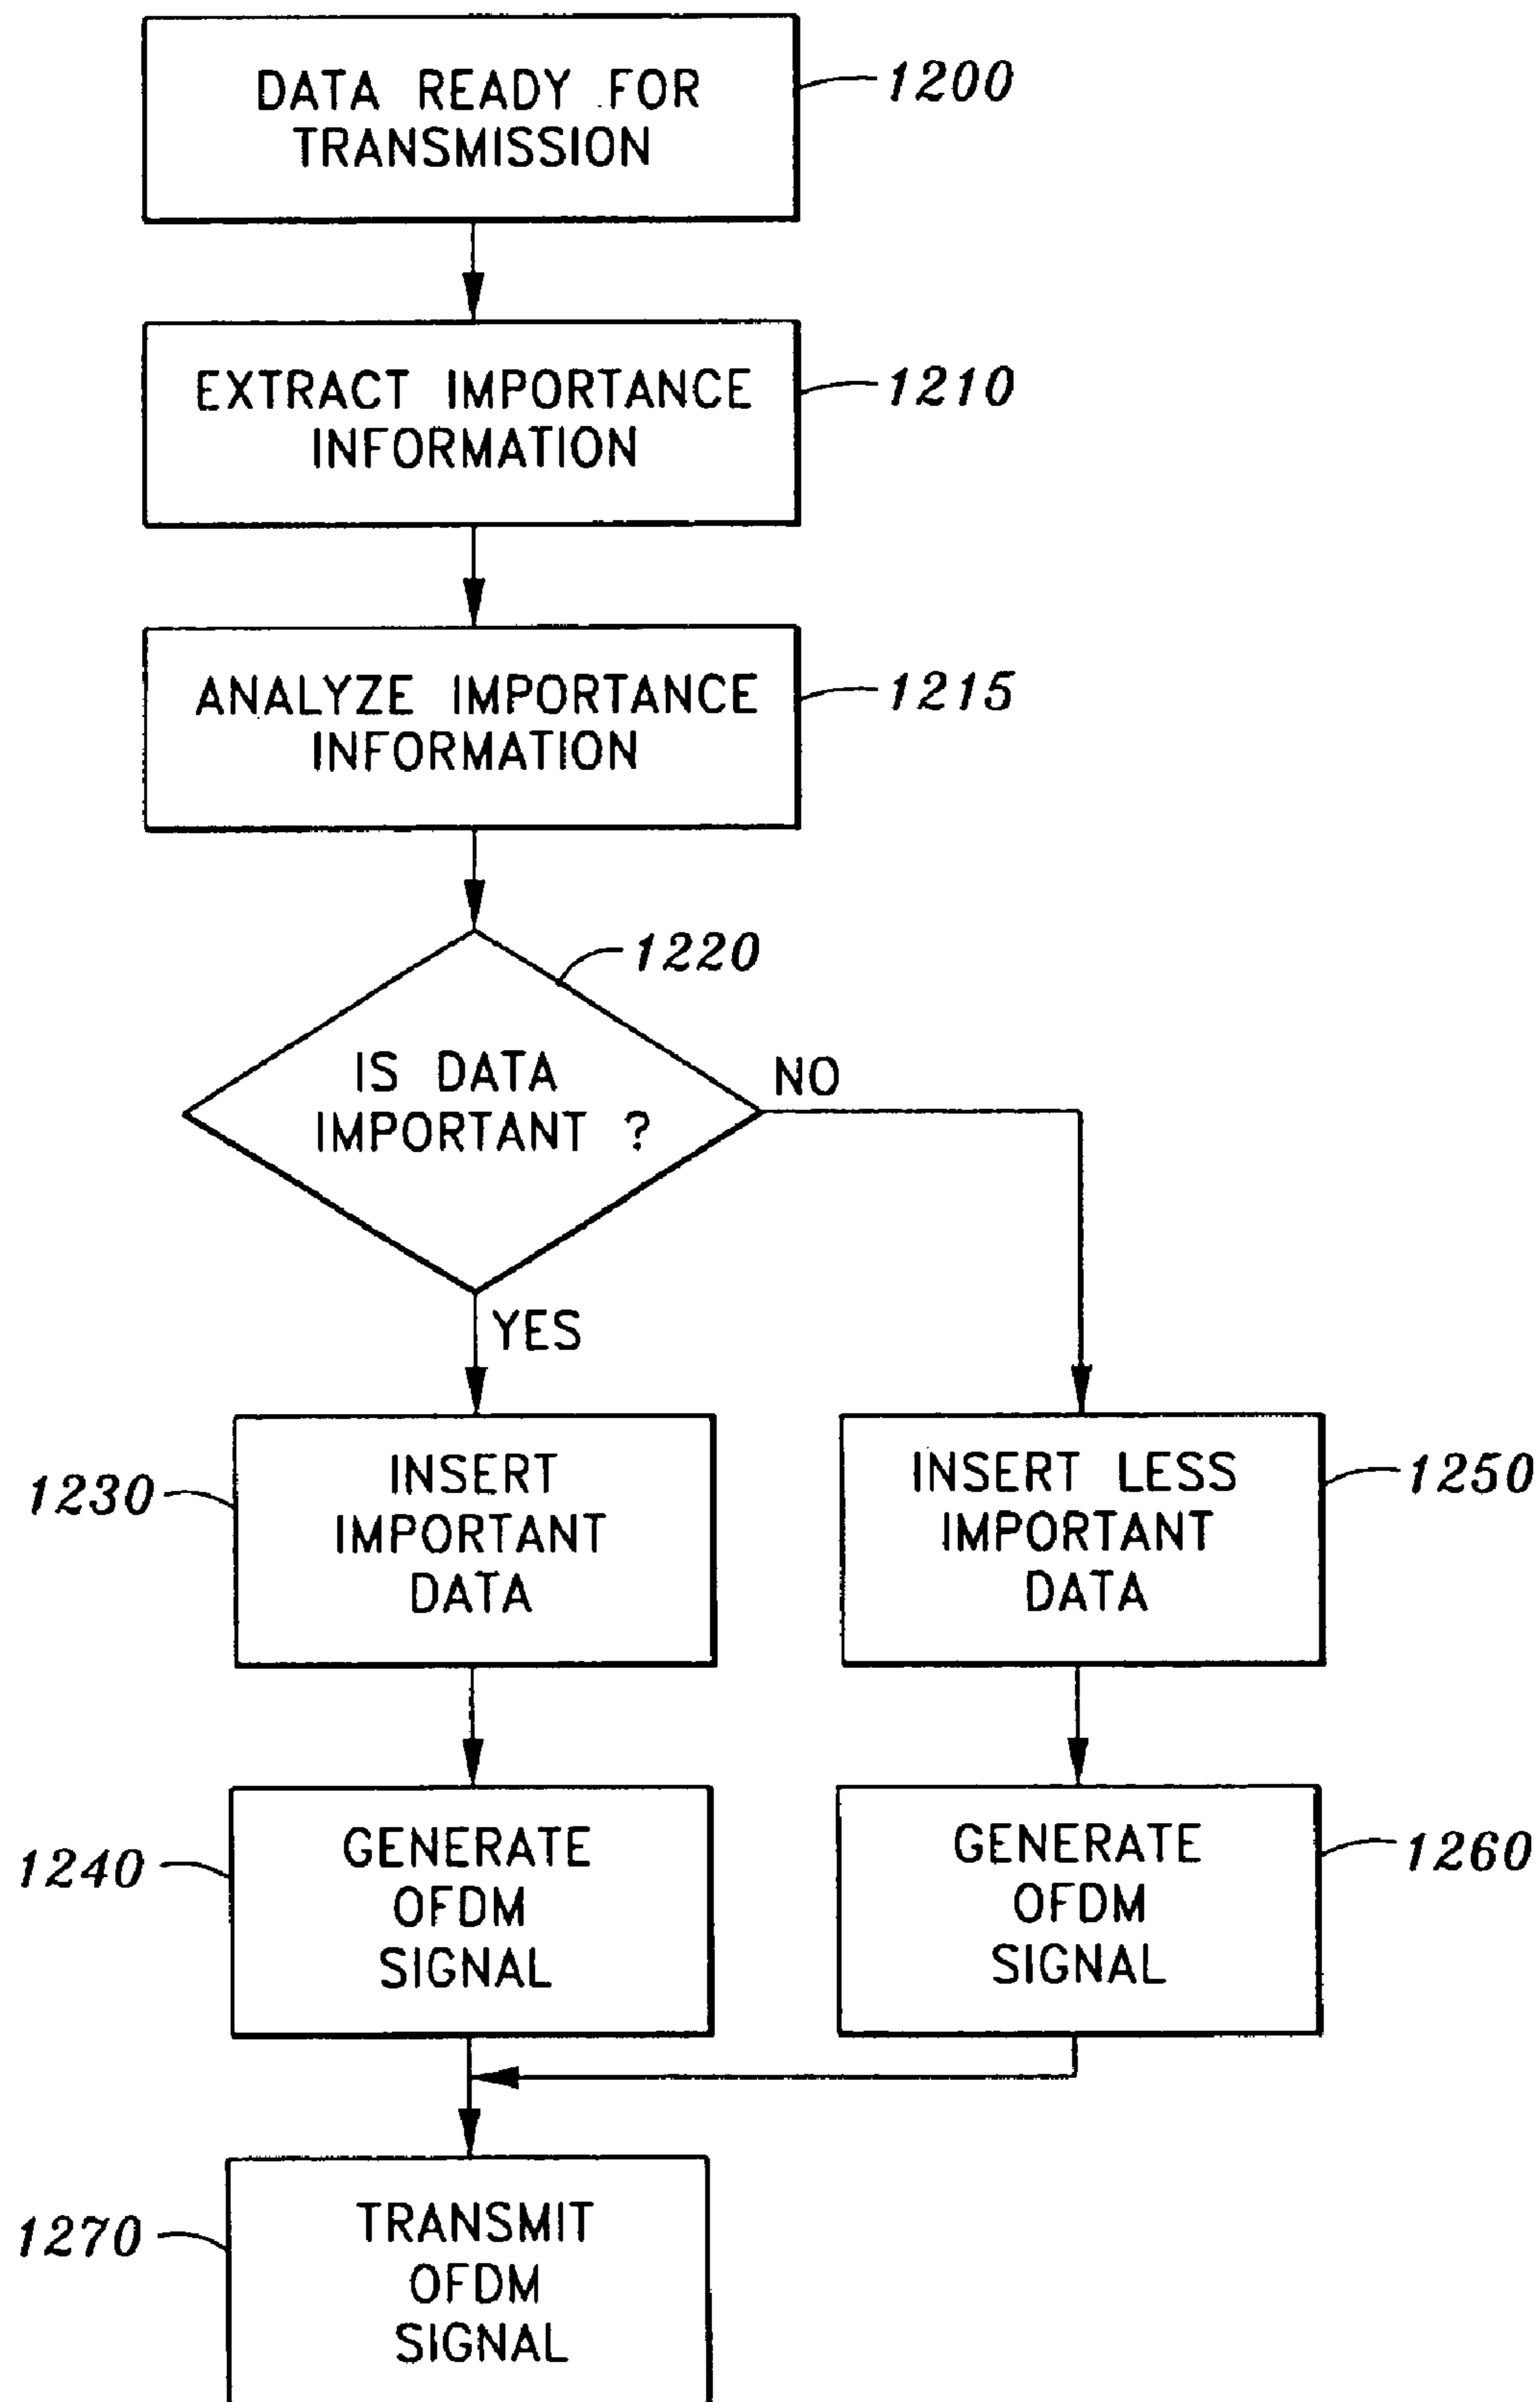 DATA READY FOR
TRANSMISSION
1200
EXTRACT IMPORTANCE
INFORMATION
1210
ANALYZE IMPORTANCE
INFORMATION
1215
1220
IS DATA
IMPORTANT ?
NO
YES
1230
INSERT
IMPORTANT
DATA
INSERT LESS
IMPORTANT
DATA
1250
1240
GENERATE
OFDM
SIGNAL
GENERATE
OFDM
SIGNAL
1260
1270
TRANSMIT
OFDM
SIGNAL